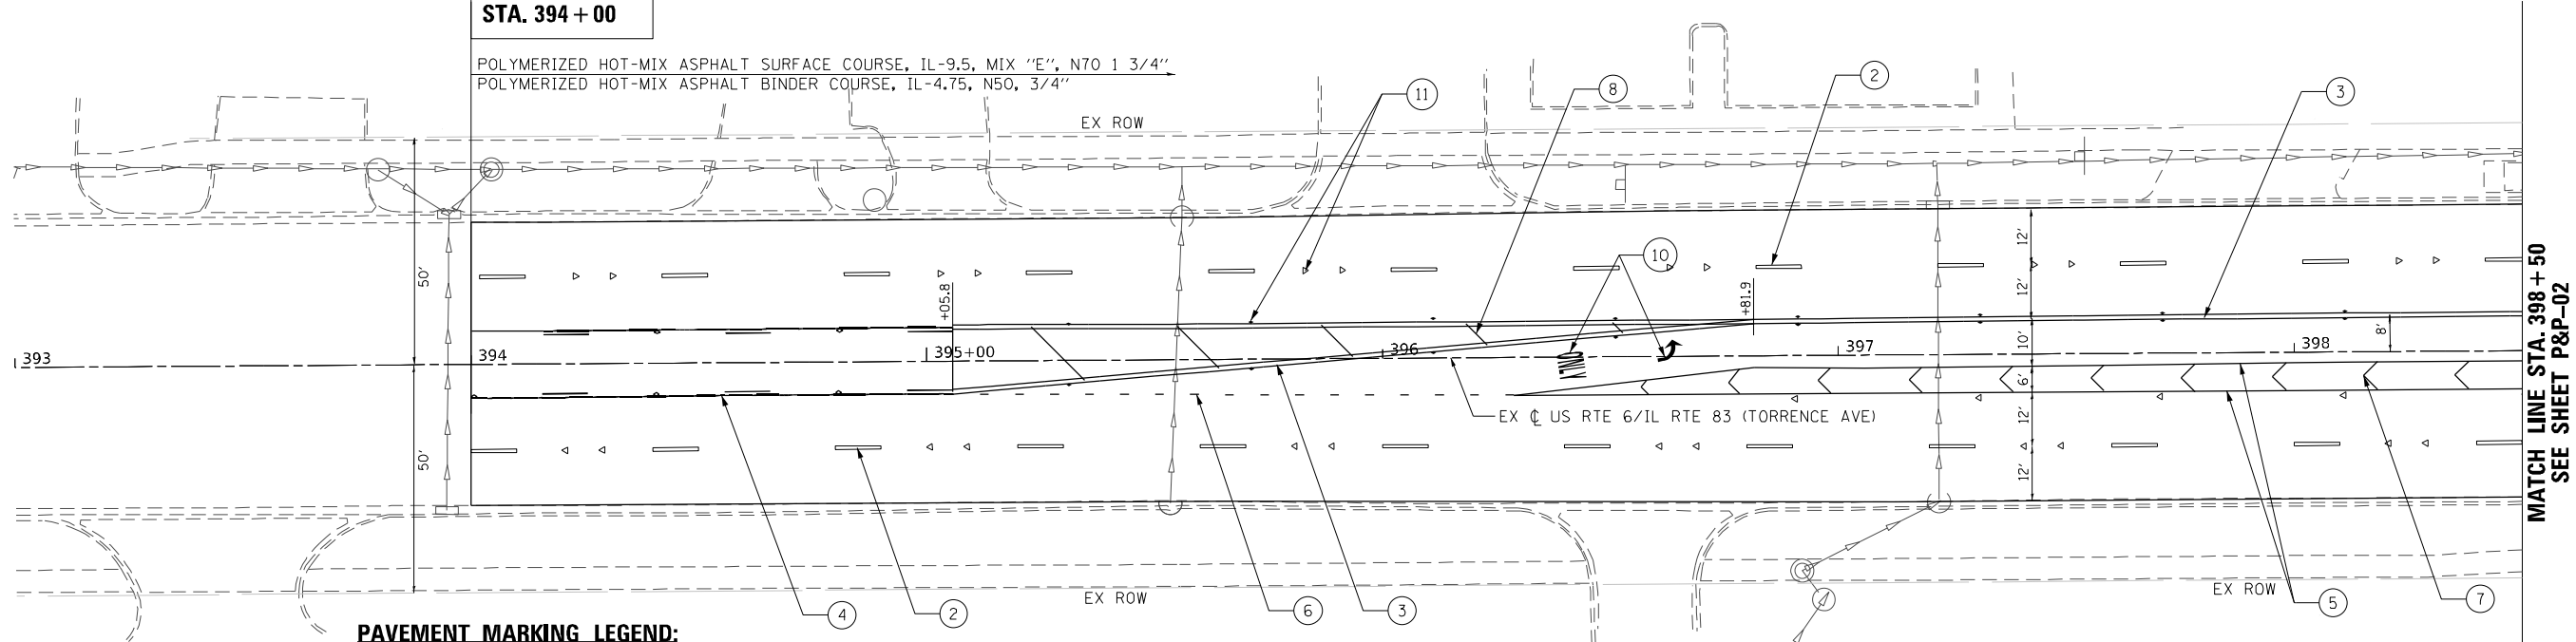 STA. 394 + 00
POLYMERIZED HOT-MIX ASPHALT SURFACE COURSE, IL-9.5, MIX "E", N70 1 3/4"
POLYMERIZED HOT-MIX ASPHALT BINDER COURSE, IL-4.75, N50, 3/4"
11
8
2
3
EX ROW
10
50'
12'
12'
+05.8
+81.9
393
394
395+00
396
397
398
10'
8'
6'
EX ℄ US RTE 6/IL RTE 83 (TORRENCE AVE)
12'
12'
50'
MATCH LINE STA. 398 + 50
SEE SHEET P&P-02
EX ROW
EX ROW
4
2
6
3
5
7
PAVEMENT MARKING LEGEND: